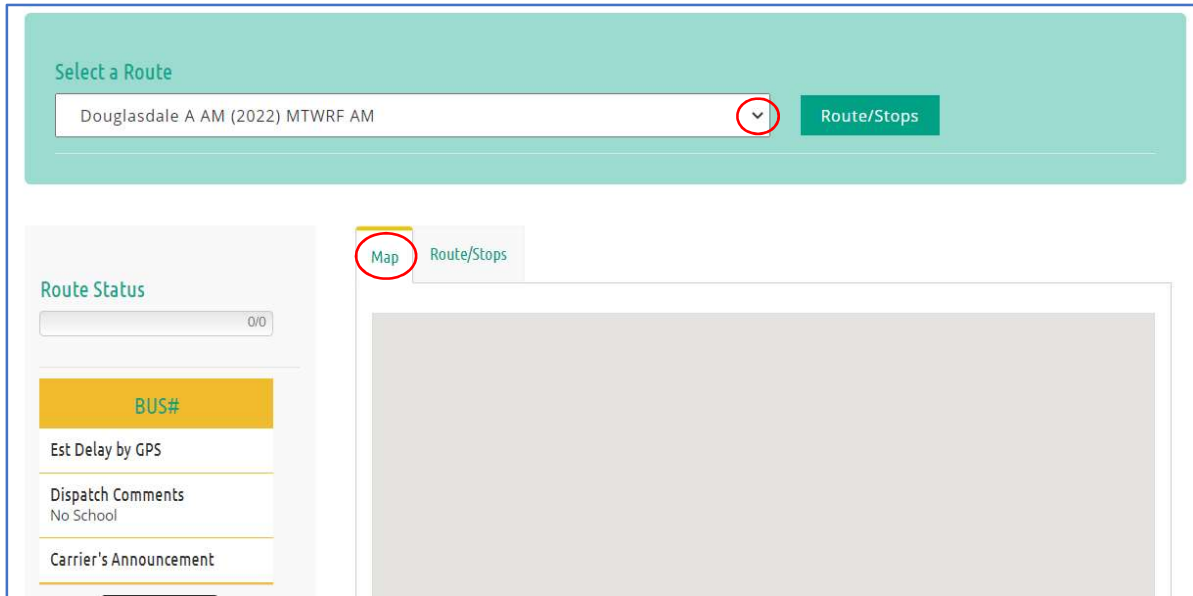 Select a Route
Douglasdale A AM (2022) MTWRF AM
Route/Stops
Map
Route/Stops
Route Status
0/0
BUS#
Est Delay by GPS
Dispatch Comments
No School
Carrier's Announcement